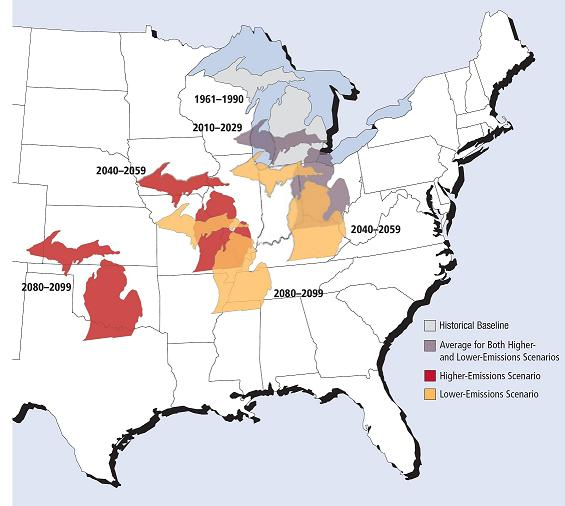 1961–1990
2010–2029
2040–2059
2040–2059
2080–2099
2080–2099
Historical Baseline
Average for Both Higher-
and Lower-Emissions Scenarios
Higher-Emissions Scenario
Lower-Emissions Scenario